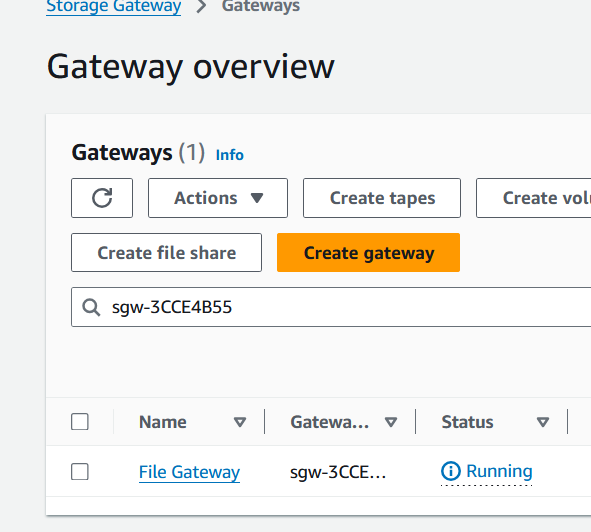 Storage Gateway > Gateways
Gateway overview
Gateways (1) Info
Actions Create tapes Create vol
Create file share Create gateway
sgw-3CCE4B55
Name Gatewa... Status
File Gateway sgw-3CCE... Running